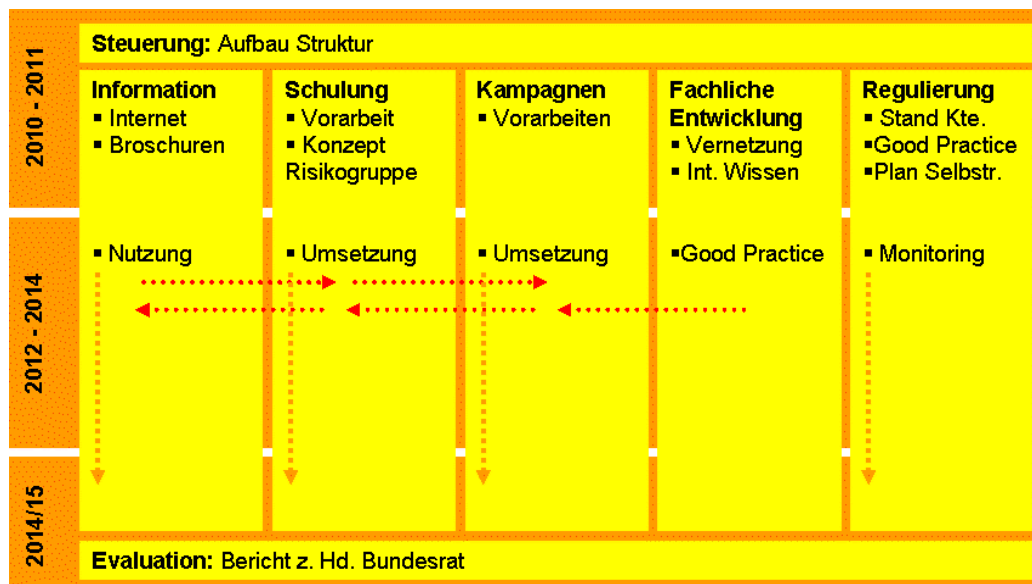 2010 - 2011
Steuerung: Aufbau Struktur
Information
▪ Internet
▪ Broschuren
Schulung
▪ Vorarbeit
▪ Konzept
Risikogruppe
Kampagnen
▪ Vorarbeiten
Fachliche
Entwicklung
▪ Vernetzung
▪ Int. Wissen
Regulierung
▪ Stand Kte.
▪Good Practice
▪Plan Selbstr.
2012 - 2014
▪ Nutzung
▪ Umsetzung
▪ Umsetzung
▪Good Practice
▪ Monitoring
2014/15
Evaluation: Bericht z. Hd. Bundesrat